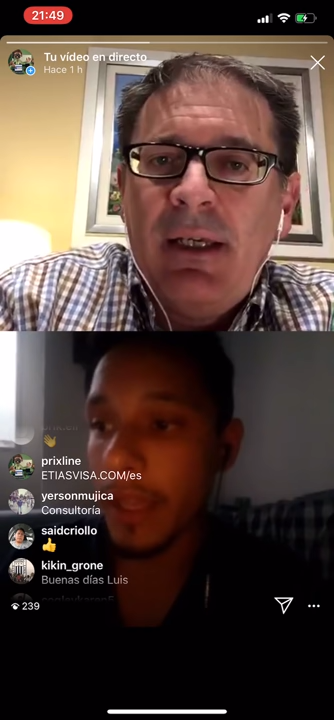 21:49
Tu vídeo en directo
Hace 1 h
prixline
ETIASVISA.COM/es
yersonmujica
Consultoría
saidcriollo
👍
kikin_grone
Buenas días Luis
239